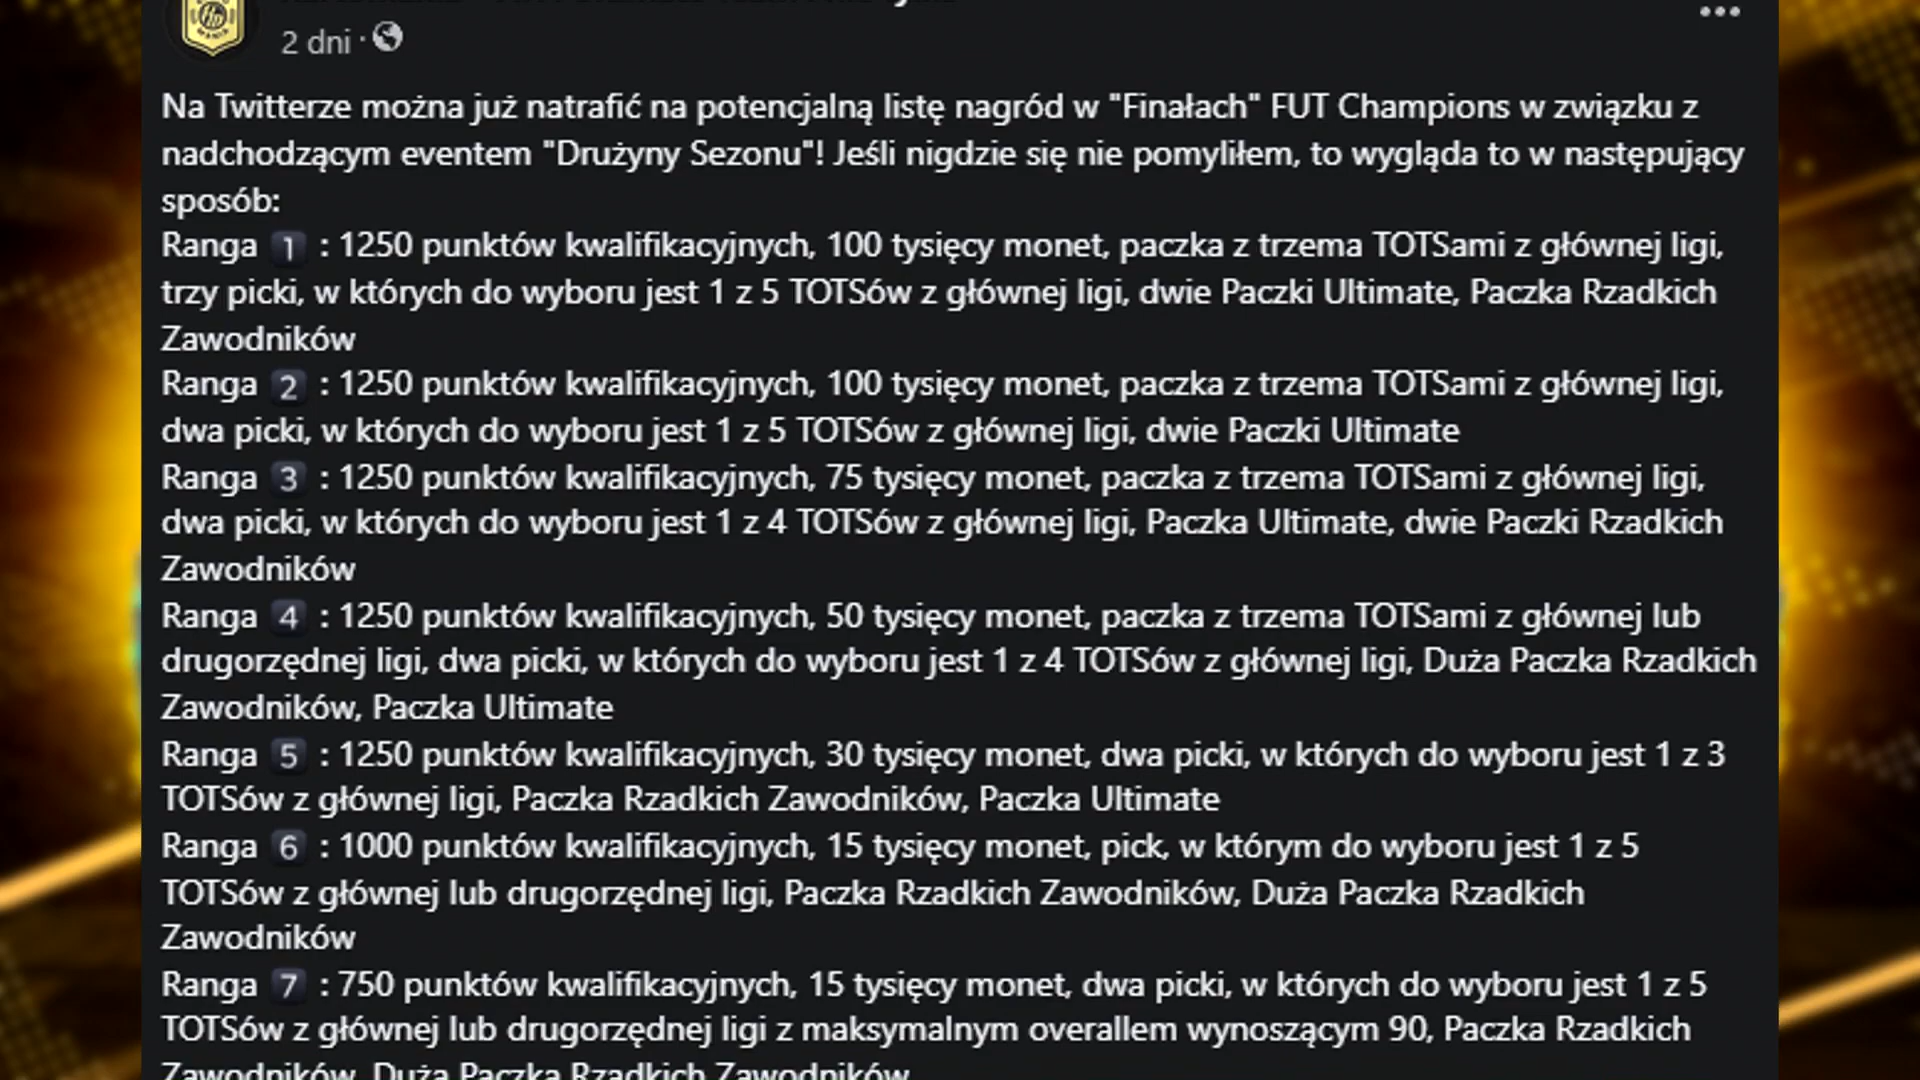 2 dni ·
Na Twitterze można już natrafić na potencjalną listę nagród w "Finałach" FUT Champions w związku z
nadchodzącym eventem "Drużyny Sezonu"! Jeśli nigdzie się nie pomyliłem, to wygląda to w następujący
sposób:
Ranga 1 : 1250 punktów kwalifikacyjnych, 100 tysięcy monet, paczka z trzema TOTSami z głównej ligi,
trzy picki, w których do wyboru jest 1 z 5 TOTSów z głównej ligi, dwie Paczki Ultimate, Paczka Rzadkich
Zawodników
Ranga 2 : 1250 punktów kwalifikacyjnych, 100 tysięcy monet, paczka z trzema TOTSami z głównej ligi,
dwa picki, w których do wyboru jest 1 z 5 TOTSów z głównej ligi, dwie Paczki Ultimate
Ranga 3 : 1250 punktów kwalifikacyjnych, 75 tysięcy monet, paczka z trzema TOTSami z głównej ligi,
dwa picki, w których do wyboru jest 1 z 4 TOTSów z głównej ligi, Paczka Ultimate, dwie Paczki Rzadkich
Zawodników
Ranga 4 : 1250 punktów kwalifikacyjnych, 50 tysięcy monet, paczka z trzema TOTSami z głównej lub
drugorzędnej ligi, dwa picki, w których do wyboru jest 1 z 4 TOTSów z głównej ligi, Duża Paczka Rzadkich
Zawodników, Paczka Ultimate
Ranga 5 : 1250 punktów kwalifikacyjnych, 30 tysięcy monet, dwa picki, w których do wyboru jest 1 z 3
TOTSów z głównej ligi, Paczka Rzadkich Zawodników, Paczka Ultimate
Ranga 6 : 1000 punktów kwalifikacyjnych, 15 tysięcy monet, pick, w którym do wyboru jest 1 z 5
TOTSów z głównej lub drugorzędnej ligi, Paczka Rzadkich Zawodników, Duża Paczka Rzadkich
Zawodników
Ranga 7 : 750 punktów kwalifikacyjnych, 15 tysięcy monet, dwa picki, w których do wyboru jest 1 z 5
TOTSów z głównej lub drugorzędnej ligi z maksymalnym overallem wynoszącym 90, Paczka Rzadkich
Zawodników, Duża Paczka Rzadkich Zawodników